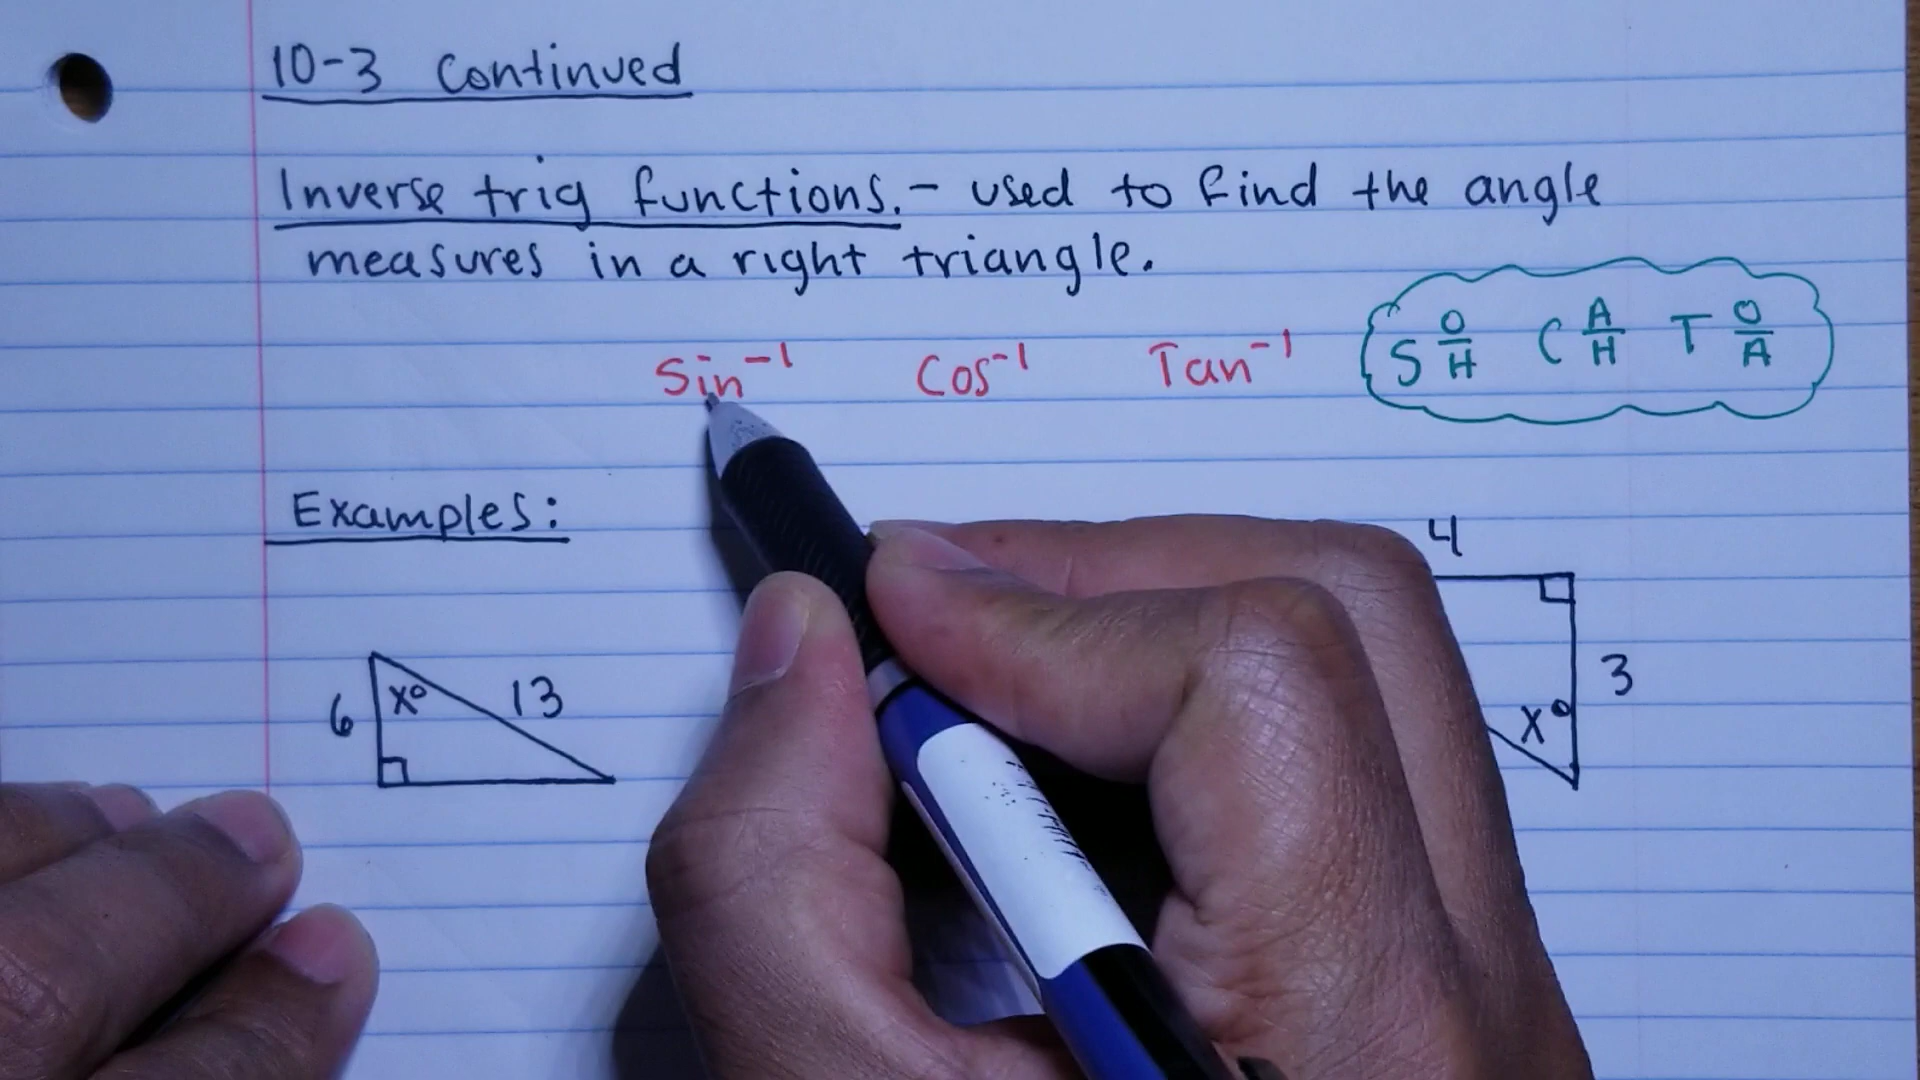 10-3 Continued
Inverse trig functions. - used to find the angle
measures in a right triangle.
Sin⁻¹ Cos⁻¹ Tan⁻¹
S O/H C A/H T O/A
Examples:
6 x° 13
4
3
x°